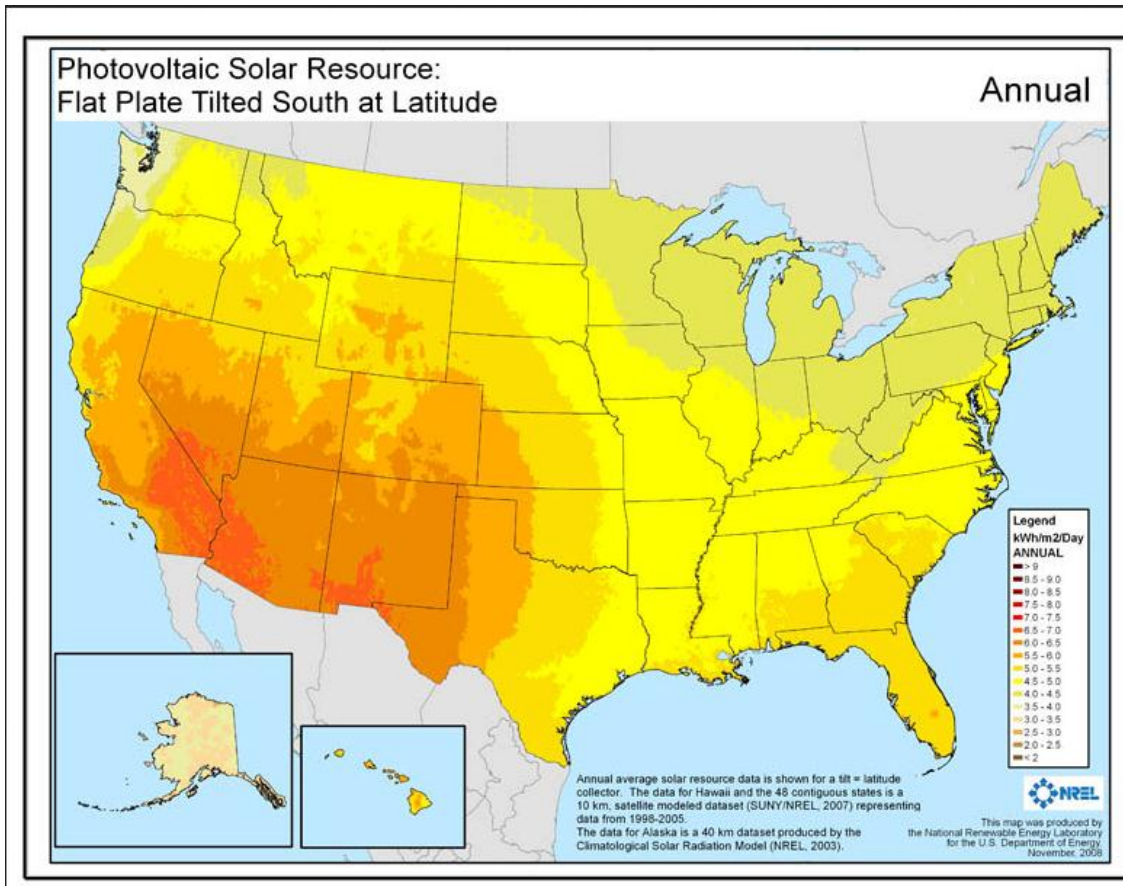 Photovoltaic Solar Resource:
Flat Plate Tilted South at Latitude
Annual
Legend
kWh/m2/Day
ANNUAL
> 9
8.5 - 9.0
8.0 - 8.5
7.5 - 8.0
7.0 - 7.5
6.5 - 7.0
6.0 - 6.5
5.5 - 6.0
5.0 - 5.5
4.5 - 5.0
4.0 - 4.5
3.5 - 4.0
3.0 - 3.5
2.5 - 3.0
2.0 - 2.5
< 2
Annual average solar resource data is shown for a tilt = latitude
collector. The data for Hawaii and the 48 contiguous states is a
10 km, satellite modeled dataset (SUNY/NREL, 2007) representing
data from 1998-2005.
The data for Alaska is a 40 km dataset produced by the
Climatological Solar Radiation Model (NREL, 2003).
NREL
This map was produced by
the National Renewable Energy Laboratory
for the U.S. Department of Energy.
November, 2008